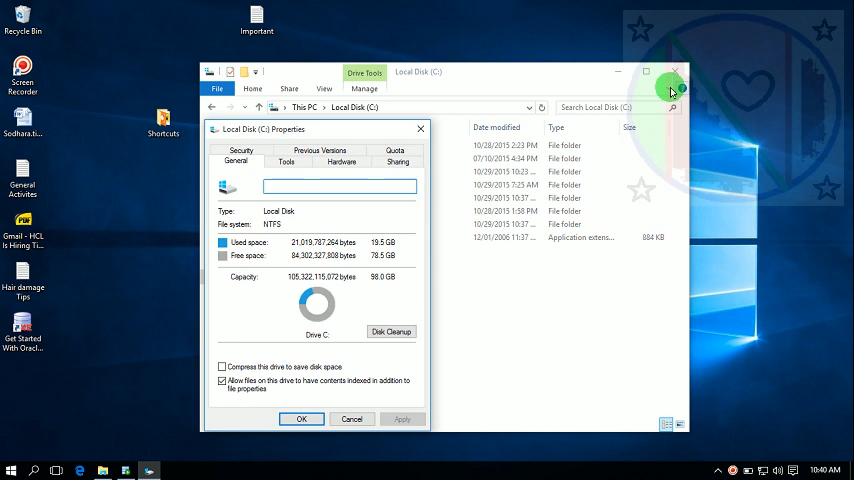 Recycle Bin
Important
Screen
Recorder
Sodhara.ti...
Shortcuts
General
Activites
PDF
Gmail - HCL
Is Hiring Ti...
Hair damage
Tips
Get Started
With Oracl...
Drive Tools
Local Disk (C:)
File
Home
Share
View
Manage
This PC
Local Disk (C:)
Search Local Disk (C:)
Date modified
Type
Size
10/28/2015 2:23 PM
File folder
07/10/2015 4:34 PM
File folder
10/29/2015 10:23 ...
File folder
10/29/2015 7:25 AM
File folder
10/29/2015 10:37 ...
File folder
10/28/2015 1:58 PM
File folder
10/29/2015 10:37 ...
File folder
12/01/2006 11:37 ...
Application extens...
884 KB
Local Disk (C:) Properties
Security
Previous Versions
Quota
General
Tools
Hardware
Sharing
Type:
Local Disk
File system:
NTFS
Used space:
21,019,787,264 bytes
19.5 GB
Free space:
84,302,327,808 bytes
78.5 GB
Capacity:
105,322,115,072 bytes
98.0 GB
Drive C:
Disk Cleanup
Compress this drive to save disk space
Allow files on this drive to have contents indexed in addition to
file properties
OK
Cancel
Apply
10:40 AM